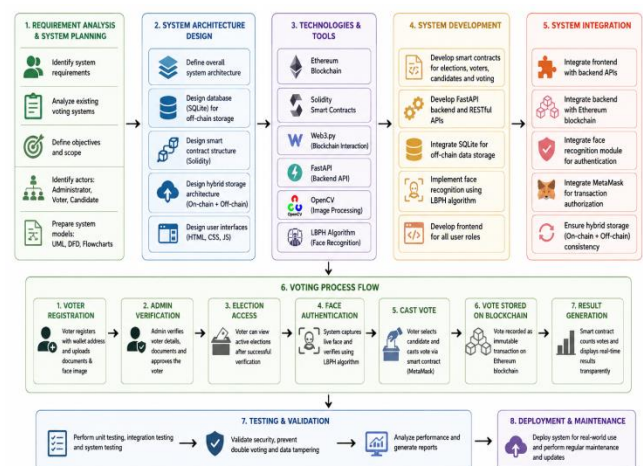 1. REQUIREMENT ANALYSIS
& SYSTEM PLANNING
Identify system
requirements
Analyze existing
voting systems
Define objectives
and scope
Identify actors:
Administrator,
Voter, Candidate
Prepare system
models:
UML, DFD, Flowcharts
2. SYSTEM ARCHITECTURE
DESIGN
Define overall
system architecture
Design database
(SQLite) for
off-chain storage
Design smart
contract structure
(Solidity)
Design hybrid storage
architecture
(On-chain + Off-chain)
Design user interfaces
(HTML, CSS, JS)
3. TECHNOLOGIES &
TOOLS
Ethereum
Blockchain
Solidity
Smart Contracts
W
Web3.py
(Blockchain Interaction)
FastAPI
(Backend API)
OpenCV
OpenCV
(Image Processing)
LBPH Algorithm
(Face Recognition)
4. SYSTEM DEVELOPMENT
Develop smart contracts
for elections, voters,
candidates and voting
Develop FastAPI
backend and RESTful
APIs
Integrate SQLite for
off-chain data storage
Implement face
recognition using
LBPH algorithm
Develop frontend
for all user roles
5. SYSTEM INTEGRATION
Integrate frontend
with backend APIs
Integrate backend
with Ethereum
blockchain
Integrate face
recognition module
for authentication
Integrate MetaMask
for transaction
authorization
Ensure hybrid storage
(On-chain + Off-chain)
consistency
6. VOTING PROCESS FLOW
1. VOTER
REGISTRATION
Voter registers
with wallet address
and uploads
documents &
face image
2. ADMIN
VERIFICATION
Admin verifies
voter details,
documents and
approves the
voter
3. ELECTION
ACCESS
Voter can view
active elections
after successful
verification
4. FACE
AUTHENTICATION
System captures
live face and
verifies using
LBPH algorithm
5. CAST VOTE
Voter selects
candidate and
casts vote via
smart contract
(MetaMask)
6. VOTE STORED
ON BLOCKCHAIN
Vote recorded as
immutable
transaction on
Ethereum
blockchain
7. RESULT
GENERATION
Smart contract
counts votes and
displays real-time
results
transparently
7. TESTING & VALIDATION
Perform unit testing, integration testing
and system testing
Validate security, prevent
double voting and data tampering
Analyze performance and
generate reports
8. DEPLOYMENT & MAINTENANCE
Deploy system for real-world use
and perform regular maintenance
and updates